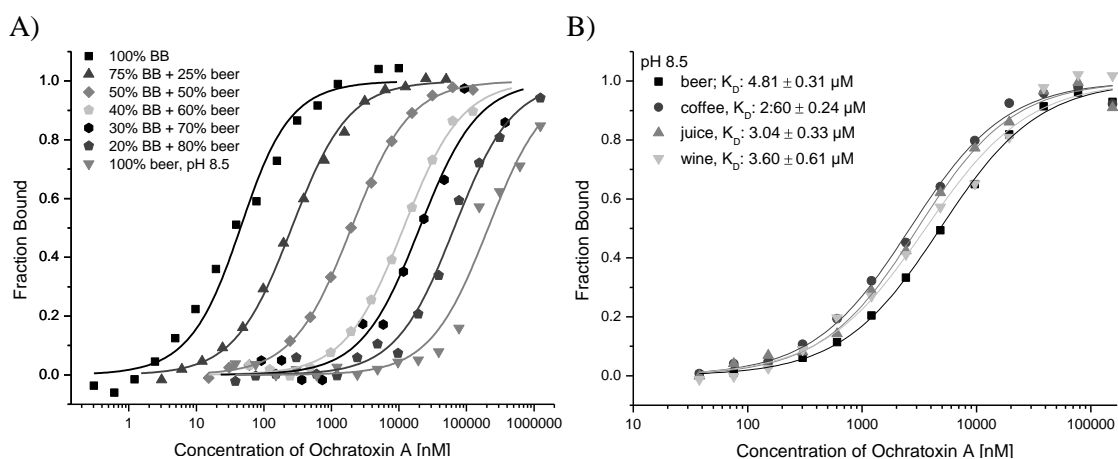 A)
100% BB
75% BB + 25% beer
50% BB + 50% beer
40% BB + 60% beer
30% BB + 70% beer
20% BB + 80% beer
100% beer, pH 8.5
1.0
0.8
0.6
0.4
0.2
0.0
Fraction Bound
1 10 100 1000 10000 100000 1000000
Concentration of Ochratoxin A [nM]
B)
pH 8.5
beer; KD: 4.81 ± 0.31 µM
coffee, KD: 2:60 ± 0.24 µM
juice, KD: 3.04 ± 0.33 µM
wine, KD: 3.60 ± 0.61 µM
1.0
0.8
0.6
0.4
0.2
0.0
Fraction Bound
10 100 1000 10000 100000
Concentration of Ochratoxin A [nM]